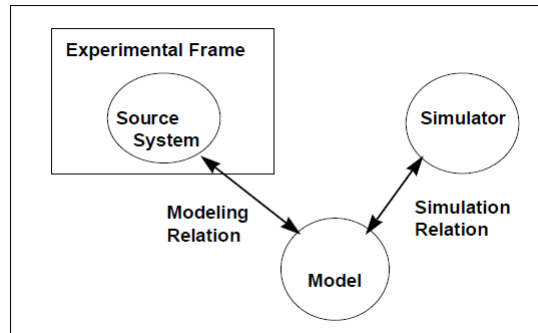 Experimental Frame
Source
System
Simulator
Modeling
Relation
Simulation
Relation
Model